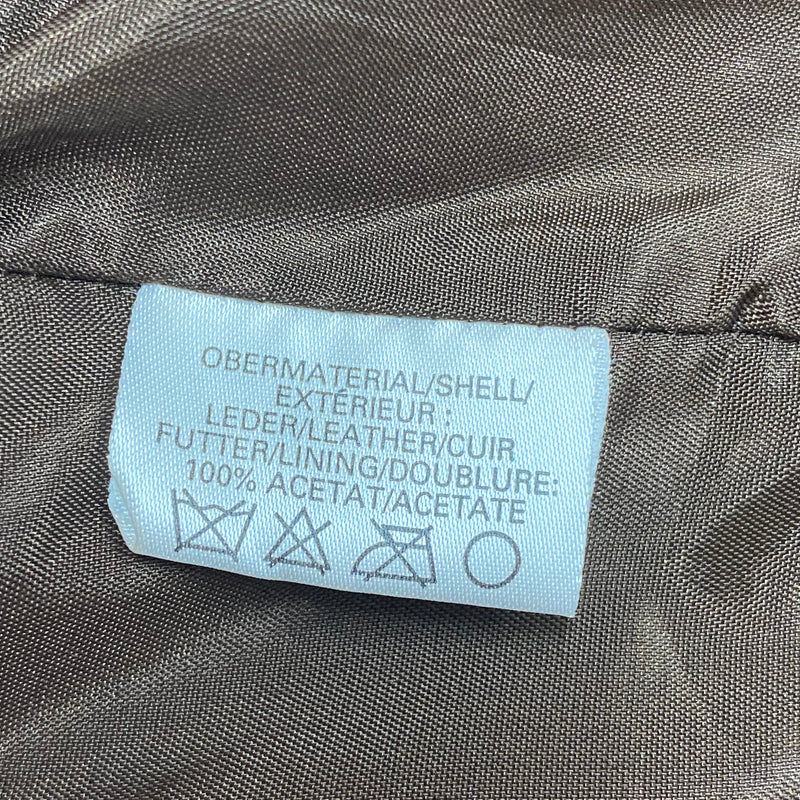 OBERMATERIAL/SHELL/
EXTÉRIEUR :
LEDER/LEATHER/CUIR
FUTTER/LINING/DOUBLURE:
100% ACETAT/ACETATE